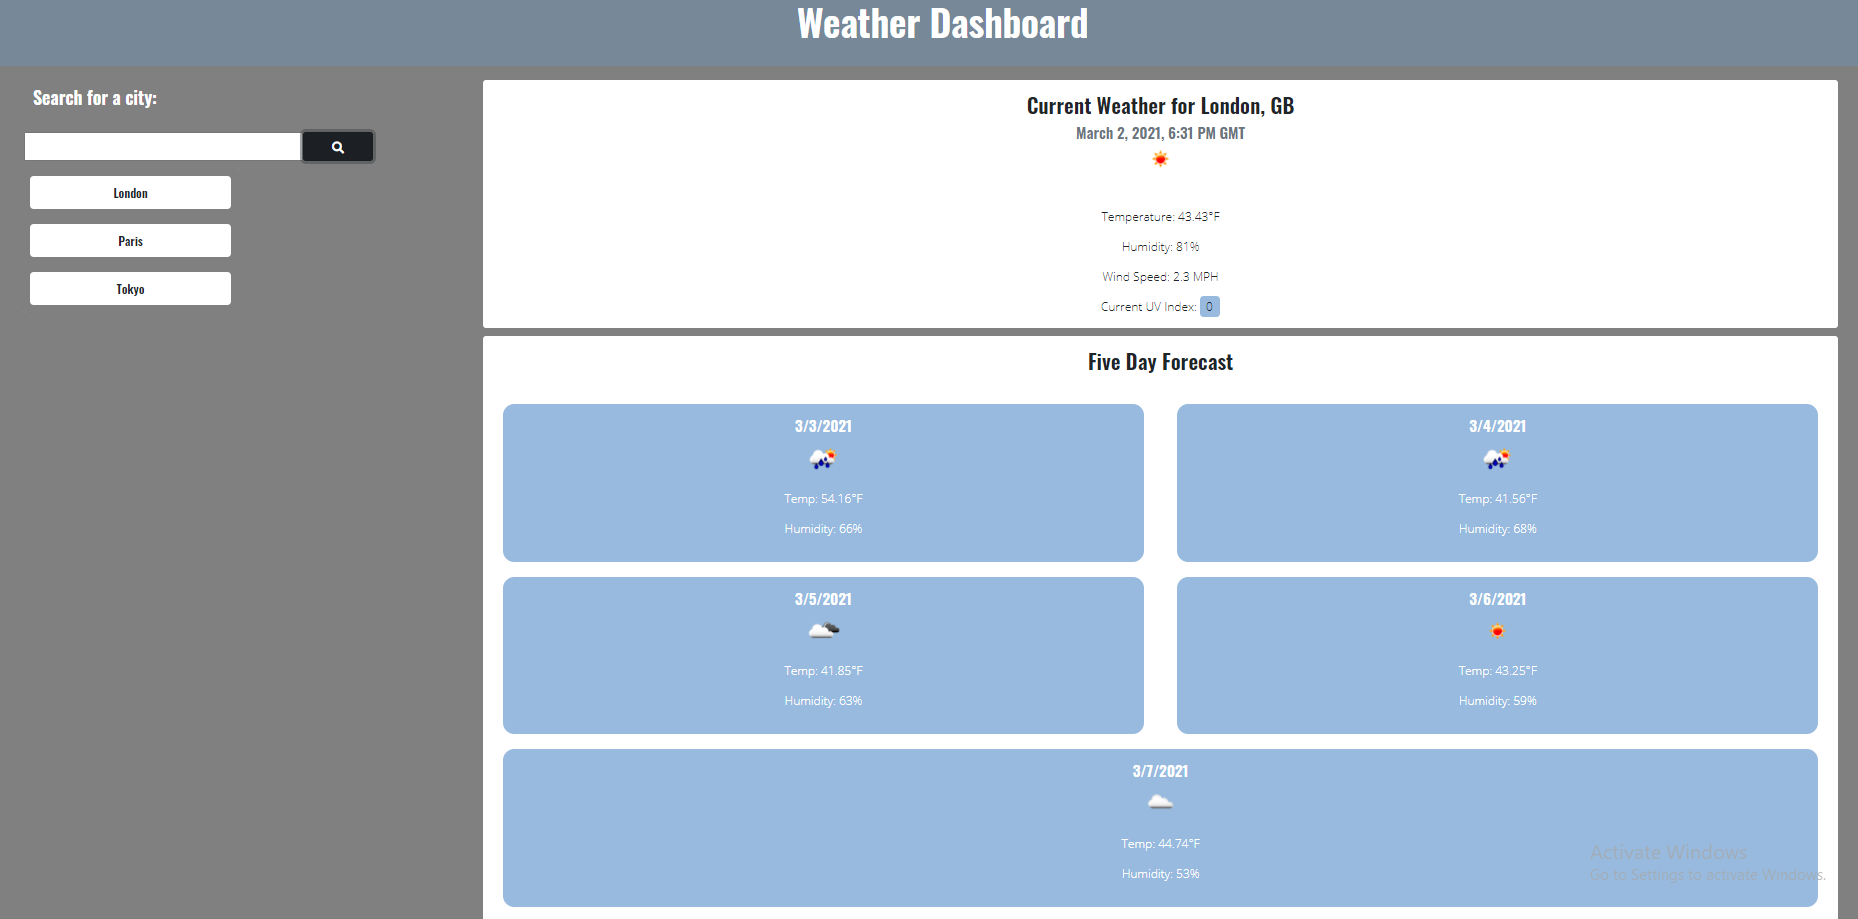 Weather Dashboard
Search for a city:
London
Paris
Tokyo
Current Weather for London, GB
March 2, 2021, 6:31 PM GMT
Temperature: 43.43°F
Humidity: 81%
Wind Speed: 2.3 MPH
Current UV Index: 0
Five Day Forecast
3/3/2021
Temp: 54.16°F
Humidity: 66%
3/4/2021
Temp: 41.56°F
Humidity: 68%
3/5/2021
Temp: 41.85°F
Humidity: 63%
3/6/2021
Temp: 43.25°F
Humidity: 59%
3/7/2021
Temp: 44.74°F
Humidity: 53%
Activate Windows
Go to Settings to activate Windows.